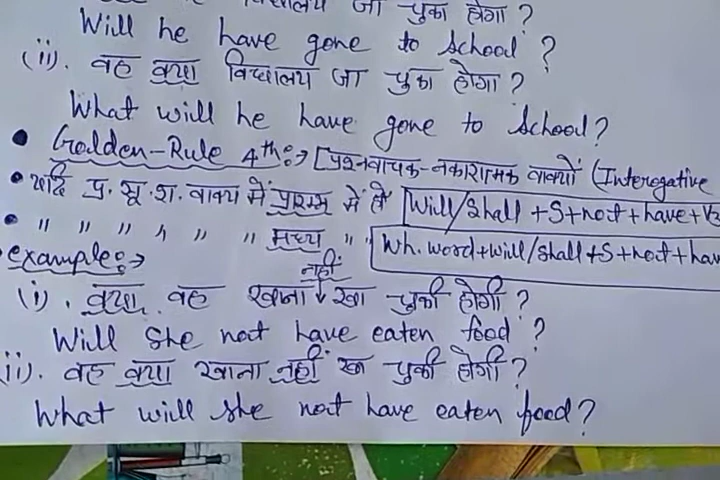 विद्यालय जा चुका होगा ?
Will he have gone to School ?
(ii). वह क्या विद्यालय जा चुका होगा ?
What will he have gone to School?
• Golden-Rule 4th:→ [प्रश्नवाचक-नकारात्मक वाक्यों (Interogative
• यदि प्र. सू. श. वाक्य में प्रारम्भ में हो Will/Shall +S+not+have+V3
• " " " " " " मध्य " " Wh. word+will/shall+S+not+hav
example:→
(i). क्या वह खाना नहीं खा चुकी होगी ?
Will She not have eaten food ?
(ii). वह क्या खाना नहीं खा चुकी होगी ?
What will she not have eaten food?